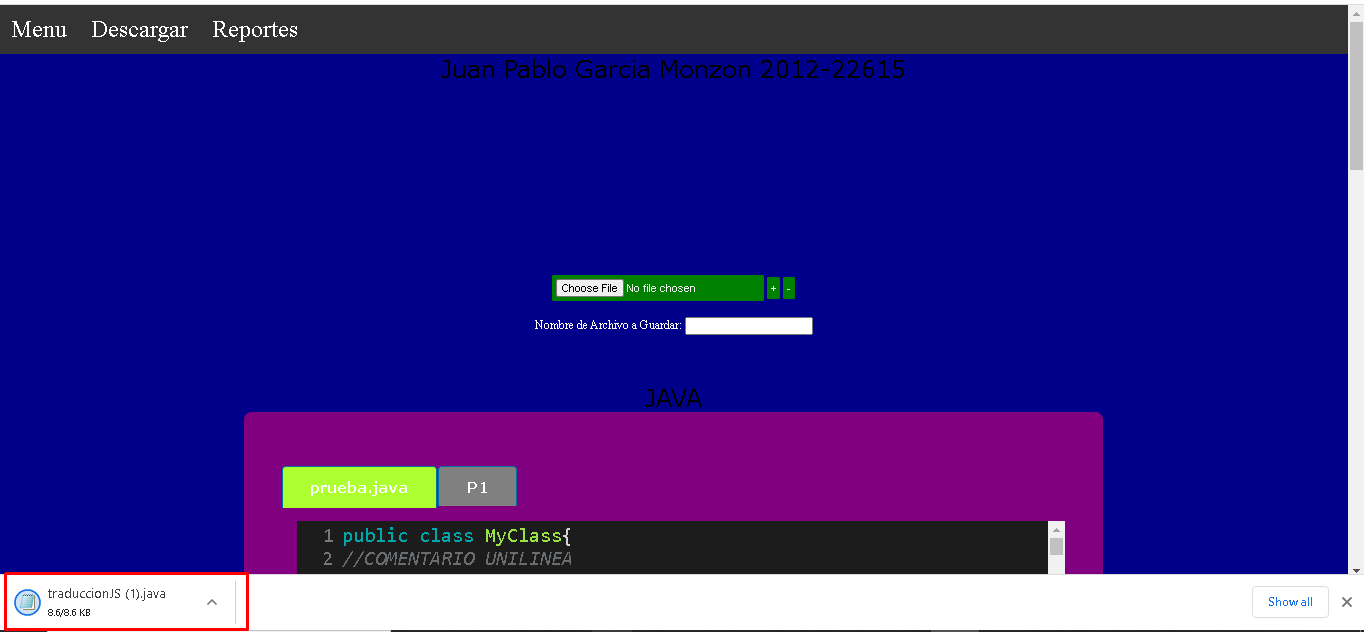 Menu Descargar Reportes
Juan Pablo Garcia Monzon 2012-22615
Choose File No file chosen + -
Nombre de Archivo a Guardar:
JAVA
prueba.java P1
1 public class MyClass{
2 //COMENTARIO UNILINEA
traduccionJS (1).java
8.6/8.6 KB
Show all